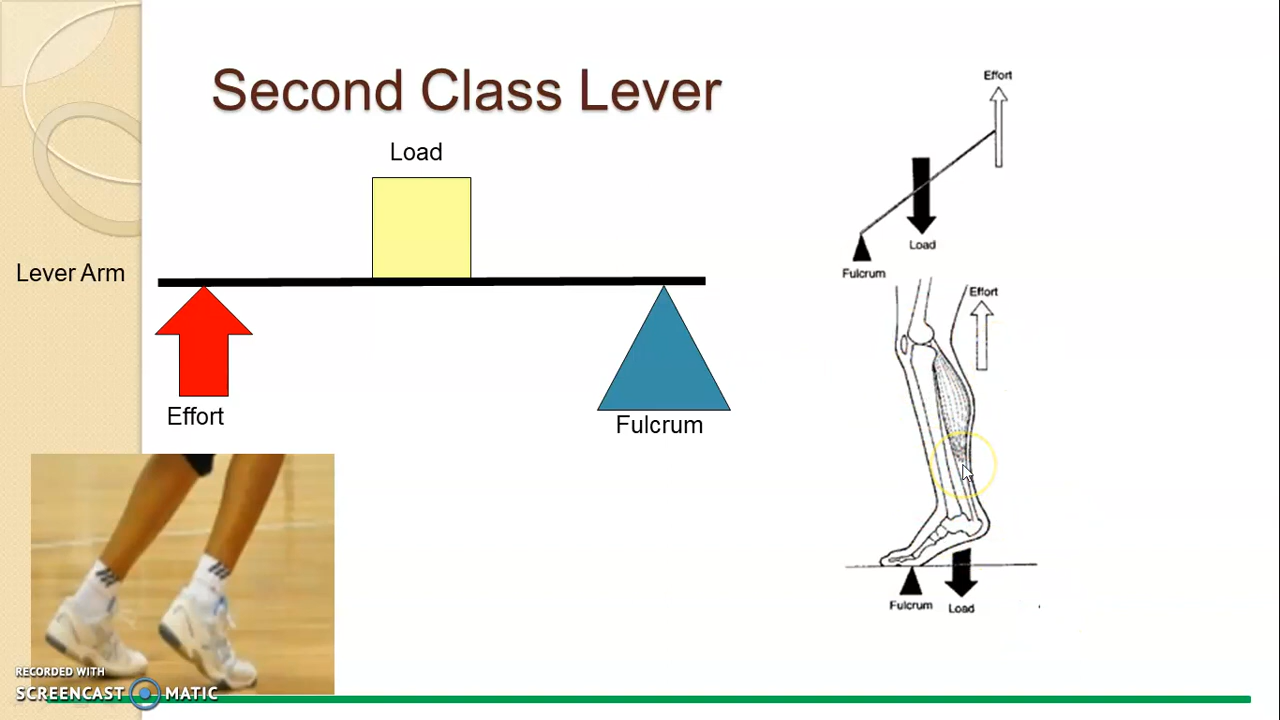 Second Class Lever
Load
Lever Arm
Effort
Fulcrum
Effort
Load
Fulcrum
Effort
Fulcrum
Load
RECORDED WITH
SCREENCAST MATIC